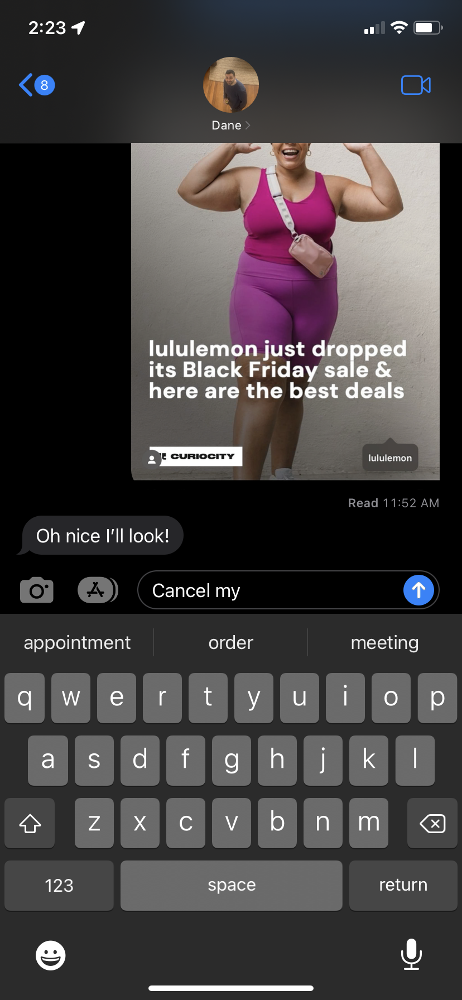 2:23
8
Dane
lululemon just dropped
its Black Friday sale &
here are the best deals
CURIOCITY
lululemon
Read 11:52 AM
Oh nice I’ll look!
Cancel my
appointment order meeting
q w e r t y u i o p
a s d f g h j k l
z x c v b n m
123 space return